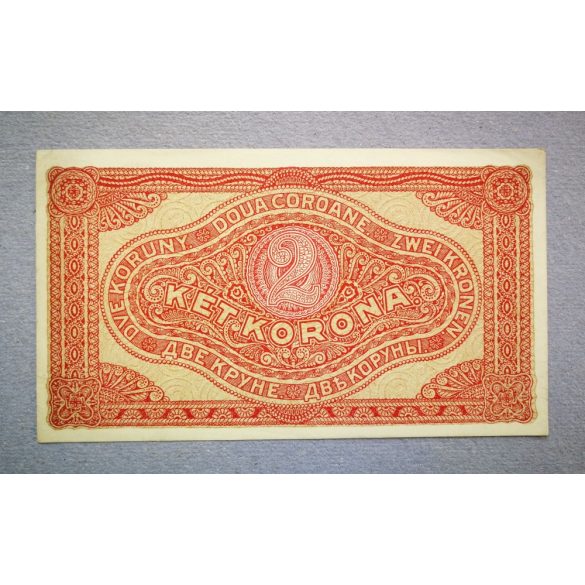 DVE KORUNY
DOUA COROANE
ZWEI KRONEN
2
KÉT KORONA.
ДВЕ КРУНЕ
ДВѢ КОРУНЫ